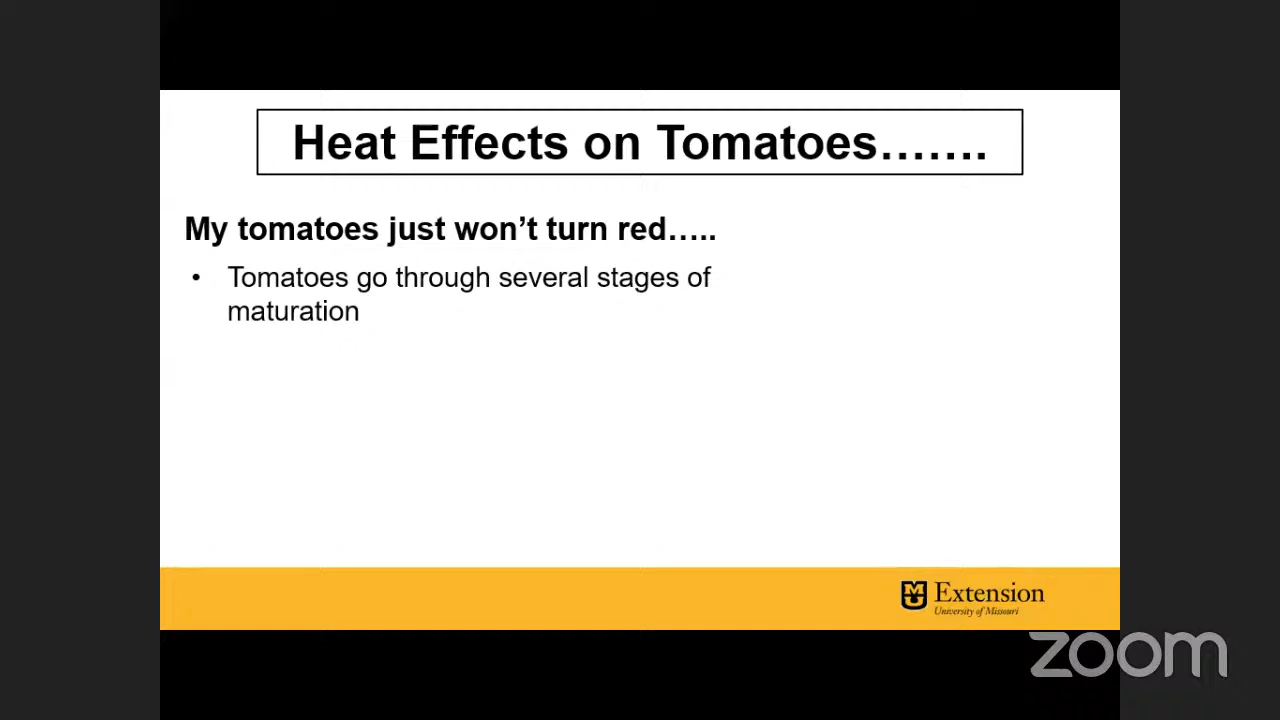 Heat Effects on Tomatoes…….
My tomatoes just won’t turn red…..
• Tomatoes go through several stages of
maturation
Extension
University of Missouri
zoom